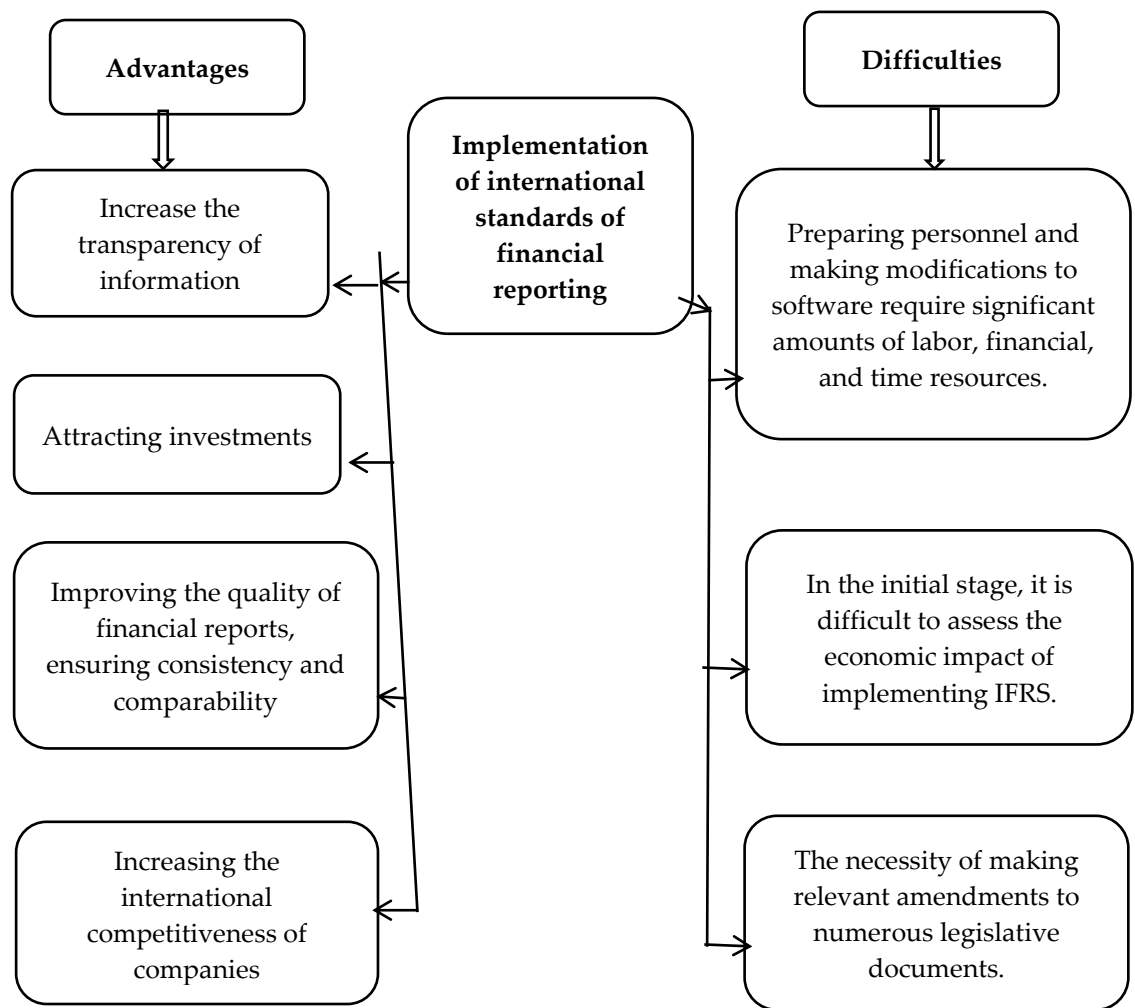 Advantages
Increase the
transparency of
information
Attracting investments
Improving the quality of
financial reports,
ensuring consistency and
comparability
Increasing the
international
competitiveness of
companies
Implementation
of international
standards of
financial
reporting
Difficulties
Preparing personnel and
making modifications to
software require significant
amounts of labor, financial,
and time resources.
In the initial stage, it is
difficult to assess the
economic impact of
implementing IFRS.
The necessity of making
relevant amendments to
numerous legislative
documents.